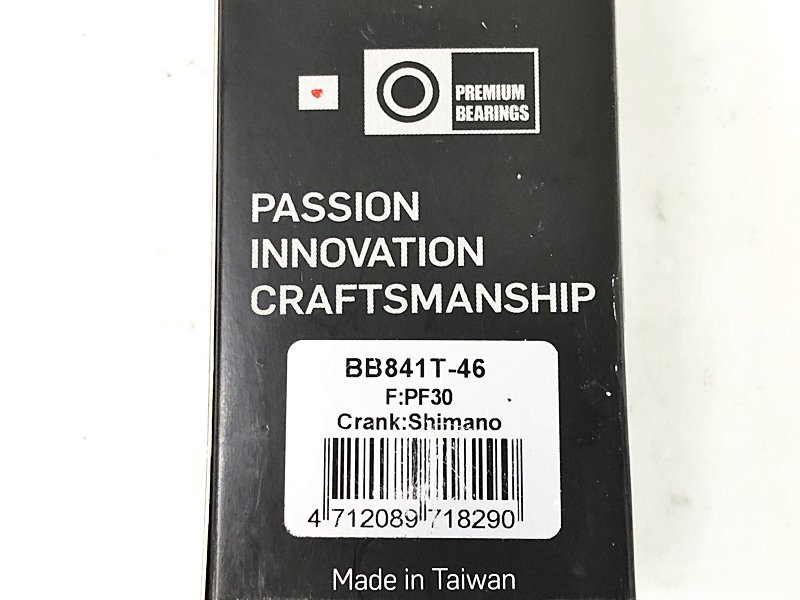 PREMIUM
BEARINGS
PASSION
INNOVATION
CRAFTSMANSHIP
BB841T-46
F:PF30
Crank:Shimano
4 712089 718290
Made in Taiwan